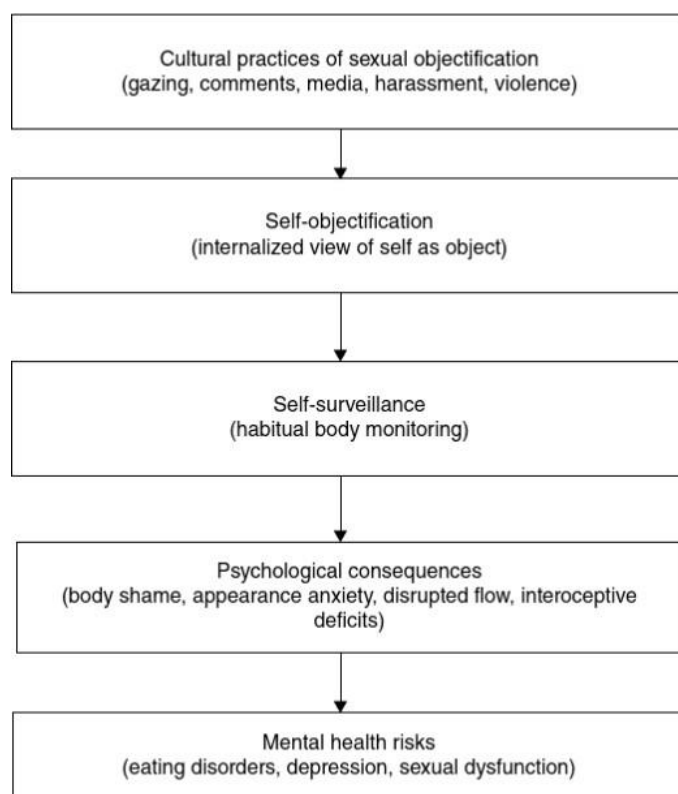 Cultural practices of sexual objectification
(gazing, comments, media, harassment, violence)
Self-objectification
(internalized view of self as object)
Self-surveillance
(habitual body monitoring)
Psychological consequences
(body shame, appearance anxiety, disrupted flow, interoceptive
deficits)
Mental health risks
(eating disorders, depression, sexual dysfunction)